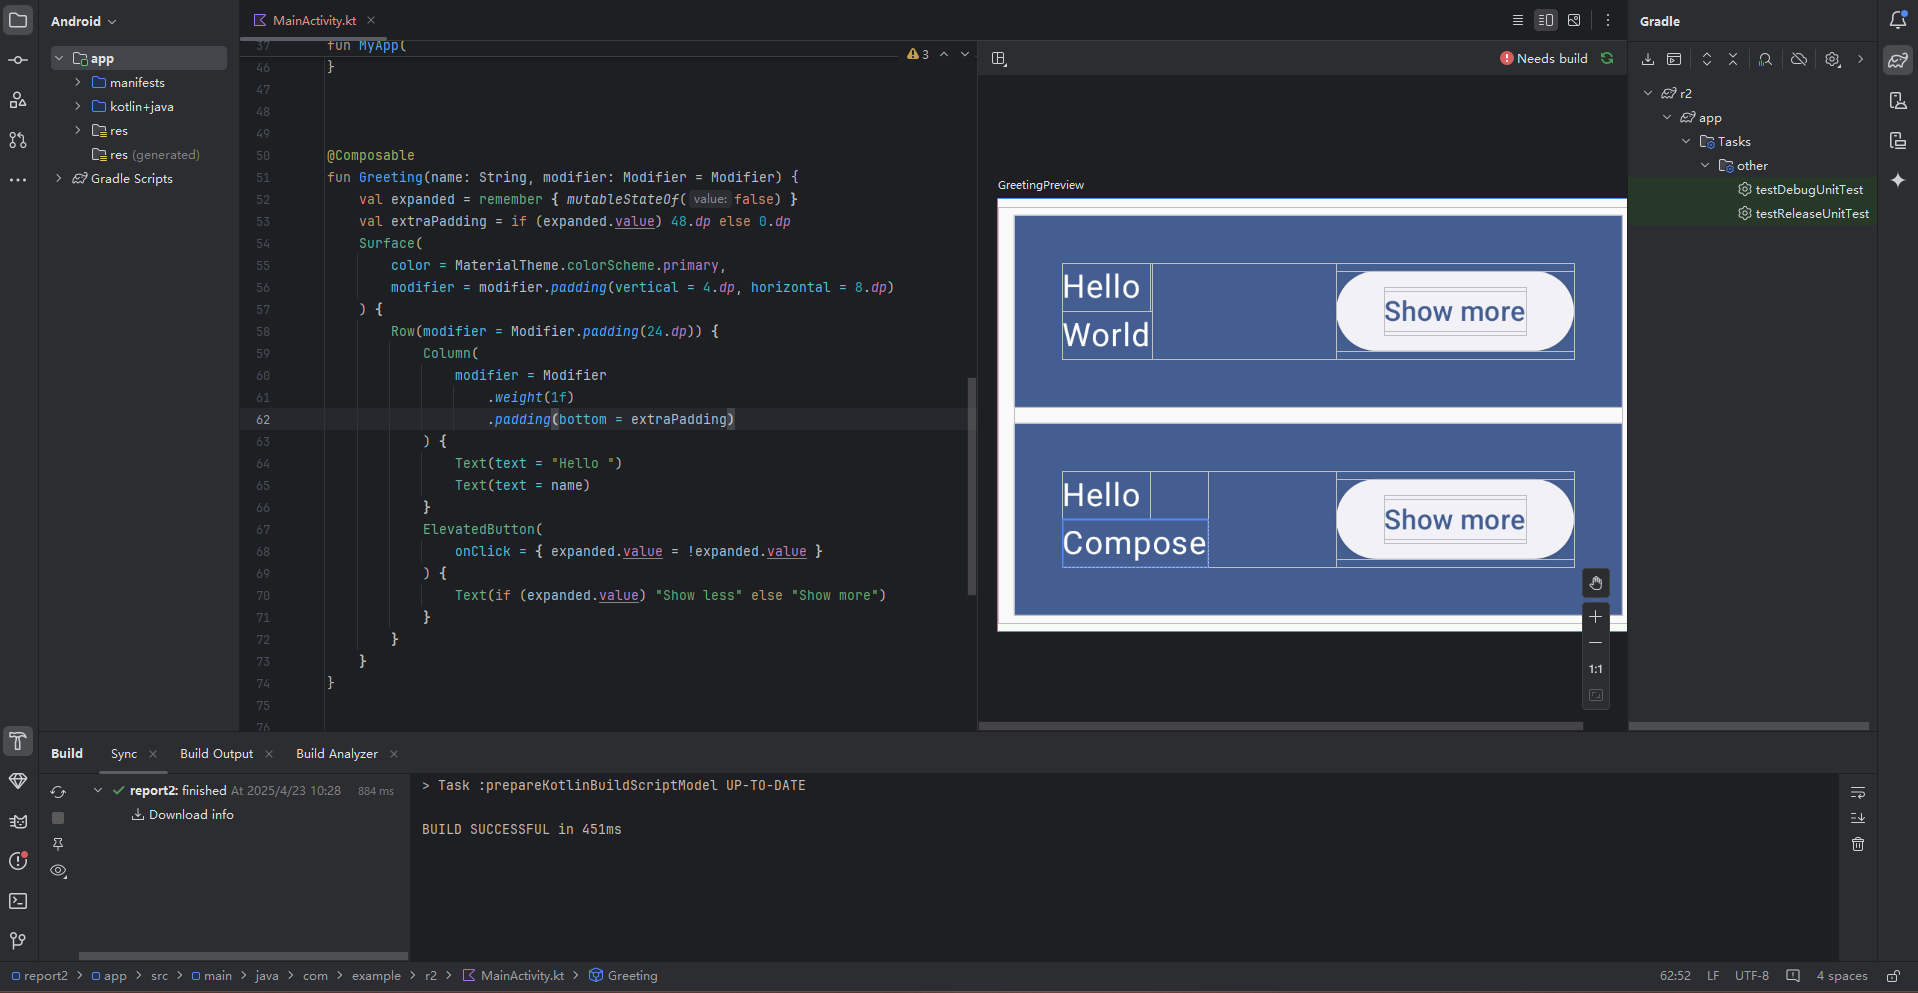 Android
MainActivity.kt
Gradle
app
manifests
kotlin+java
res
res (generated)
Gradle Scripts
37 fun MyApp(
46 }
47
48
49
50 @Composable
51 fun Greeting(name: String, modifier: Modifier = Modifier) {
52 val expanded = remember { mutableStateOf( value: false) }
53 val extraPadding = if (expanded.value) 48.dp else 0.dp
54 Surface(
55 color = MaterialTheme.colorScheme.primary,
56 modifier = modifier.padding(vertical = 4.dp, horizontal = 8.dp)
57 ) {
58 Row(modifier = Modifier.padding(24.dp)) {
59 Column(
60 modifier = Modifier
61 .weight(1f)
62 .padding(bottom = extraPadding)
63 ) {
64 Text(text = "Hello ")
65 Text(text = name)
66 }
67 ElevatedButton(
68 onClick = { expanded.value = !expanded.value }
69 ) {
70 Text(if (expanded.value) "Show less" else "Show more")
71 }
72 }
73 }
74 }
75
76
3
Needs build
GreetingPreview
Hello
World
Show more
Hello
Compose
Show more
1:1
r2
app
Tasks
other
testDebugUnitTest
testReleaseUnitTest
Build
Sync
Build Output
Build Analyzer
report2: finished At 2025/4/23 10:28 884 ms
Download info
> Task :prepareKotlinBuildScriptModel UP-TO-DATE
BUILD SUCCESSFUL in 451ms
report2 > app > src > main > java > com > example > r2 > MainActivity.kt > Greeting
62:52 LF UTF-8 4 spaces